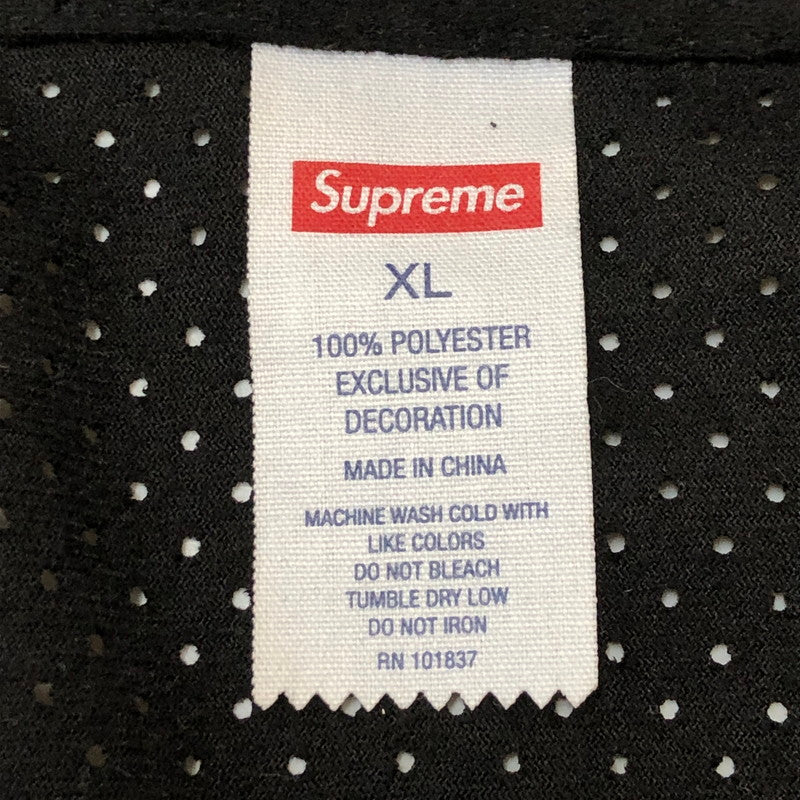 Supreme
XL
100% POLYESTER
EXCLUSIVE OF
DECORATION
MADE IN CHINA
MACHINE WASH COLD WITH
LIKE COLORS
DO NOT BLEACH
TUMBLE DRY LOW
DO NOT IRON
RN 101837